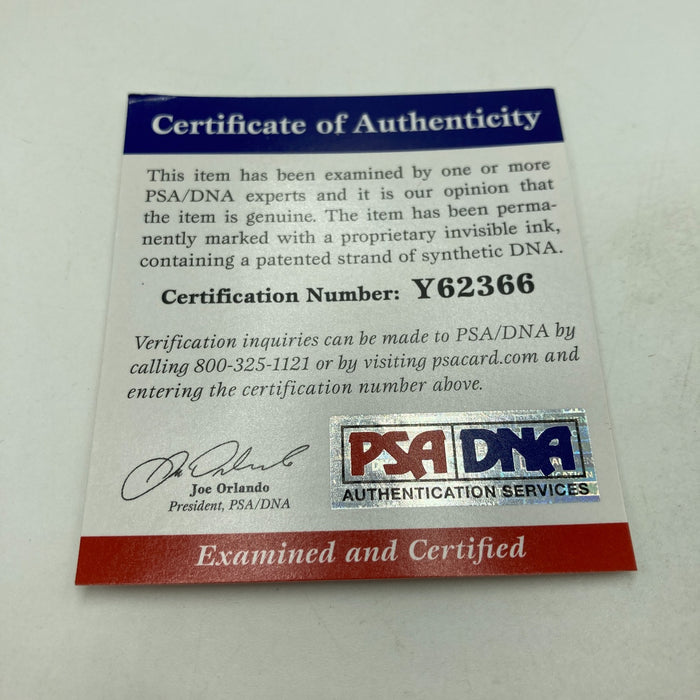 Certificate of Authenticity
This item has been examined by one or more
PSA/DNA experts and it is our opinion that
the item is genuine. The item has been perma-
nently marked with a proprietary invisible ink,
containing a patented strand of synthetic DNA.
Certification Number: Y62366
Verification inquiries can be made to PSA/DNA by
calling 800-325-1121 or by visiting psacard.com and
entering the certification number above.
Joe Orlando
President, PSA/DNA
PSA DNA
AUTHENTICATION SERVICES
Examined and Certified